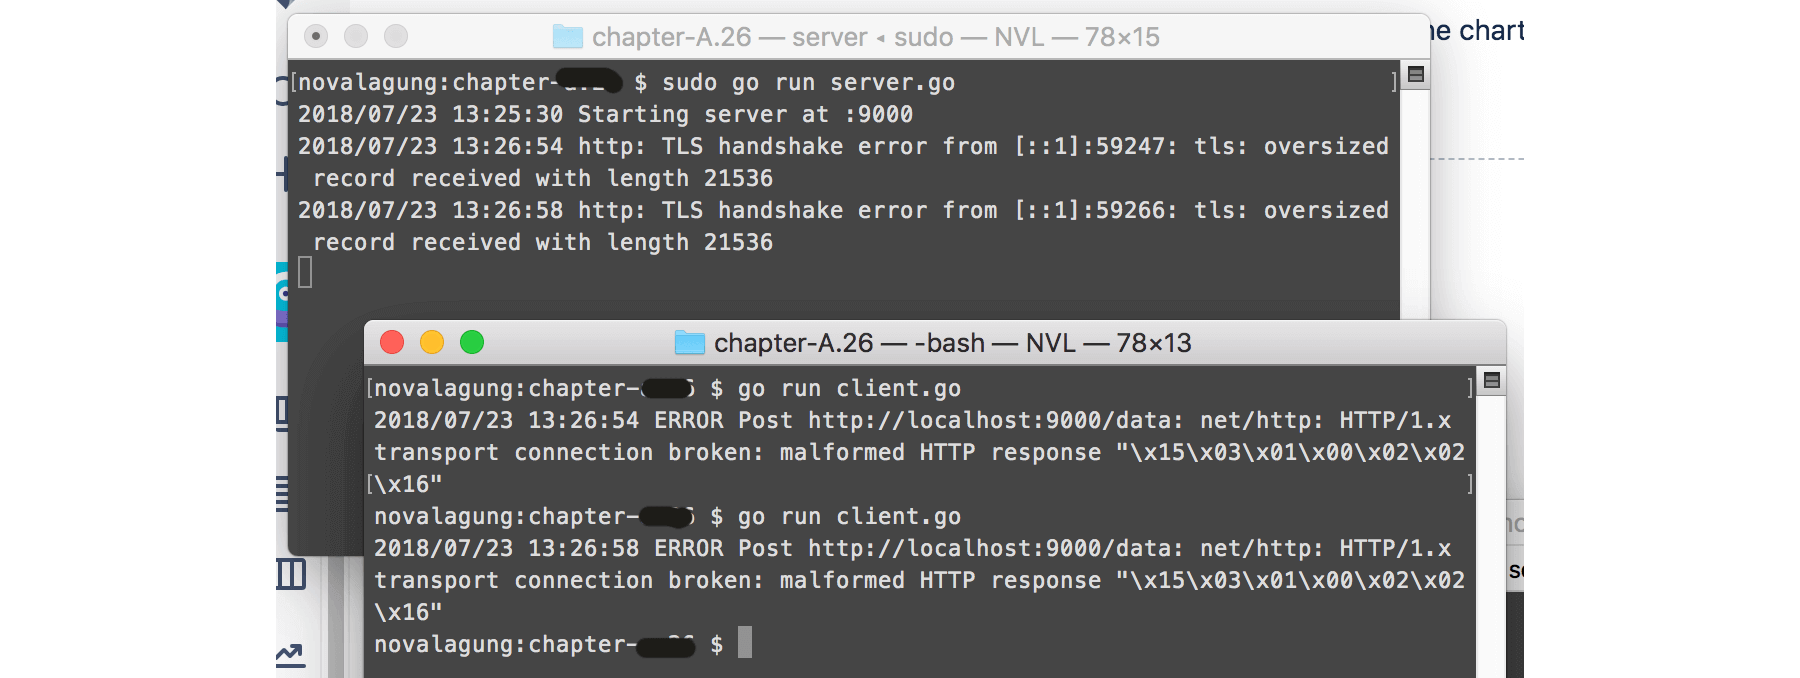 ne chart
chapter-A.26 — server ◂ sudo — NVL — 78×15
[novalagung:chapter- $ sudo go run server.go ]
2018/07/23 13:25:30 Starting server at :9000
2018/07/23 13:26:54 http: TLS handshake error from [::1]:59247: tls: oversized
record received with length 21536
2018/07/23 13:26:58 http: TLS handshake error from [::1]:59266: tls: oversized
record received with length 21536
chapter-A.26 — -bash — NVL — 78×13
[novalagung:chapter- $ go run client.go ]
2018/07/23 13:26:54 ERROR Post http://localhost:9000/data: net/http: HTTP/1.x
transport connection broken: malformed HTTP response "\x15\x03\x01\x00\x02\x02
[\x16" ]
novalagung:chapter- $ go run client.go
2018/07/23 13:26:58 ERROR Post http://localhost:9000/data: net/http: HTTP/1.x
transport connection broken: malformed HTTP response "\x15\x03\x01\x00\x02\x02
\x16"
novalagung:chapter- $